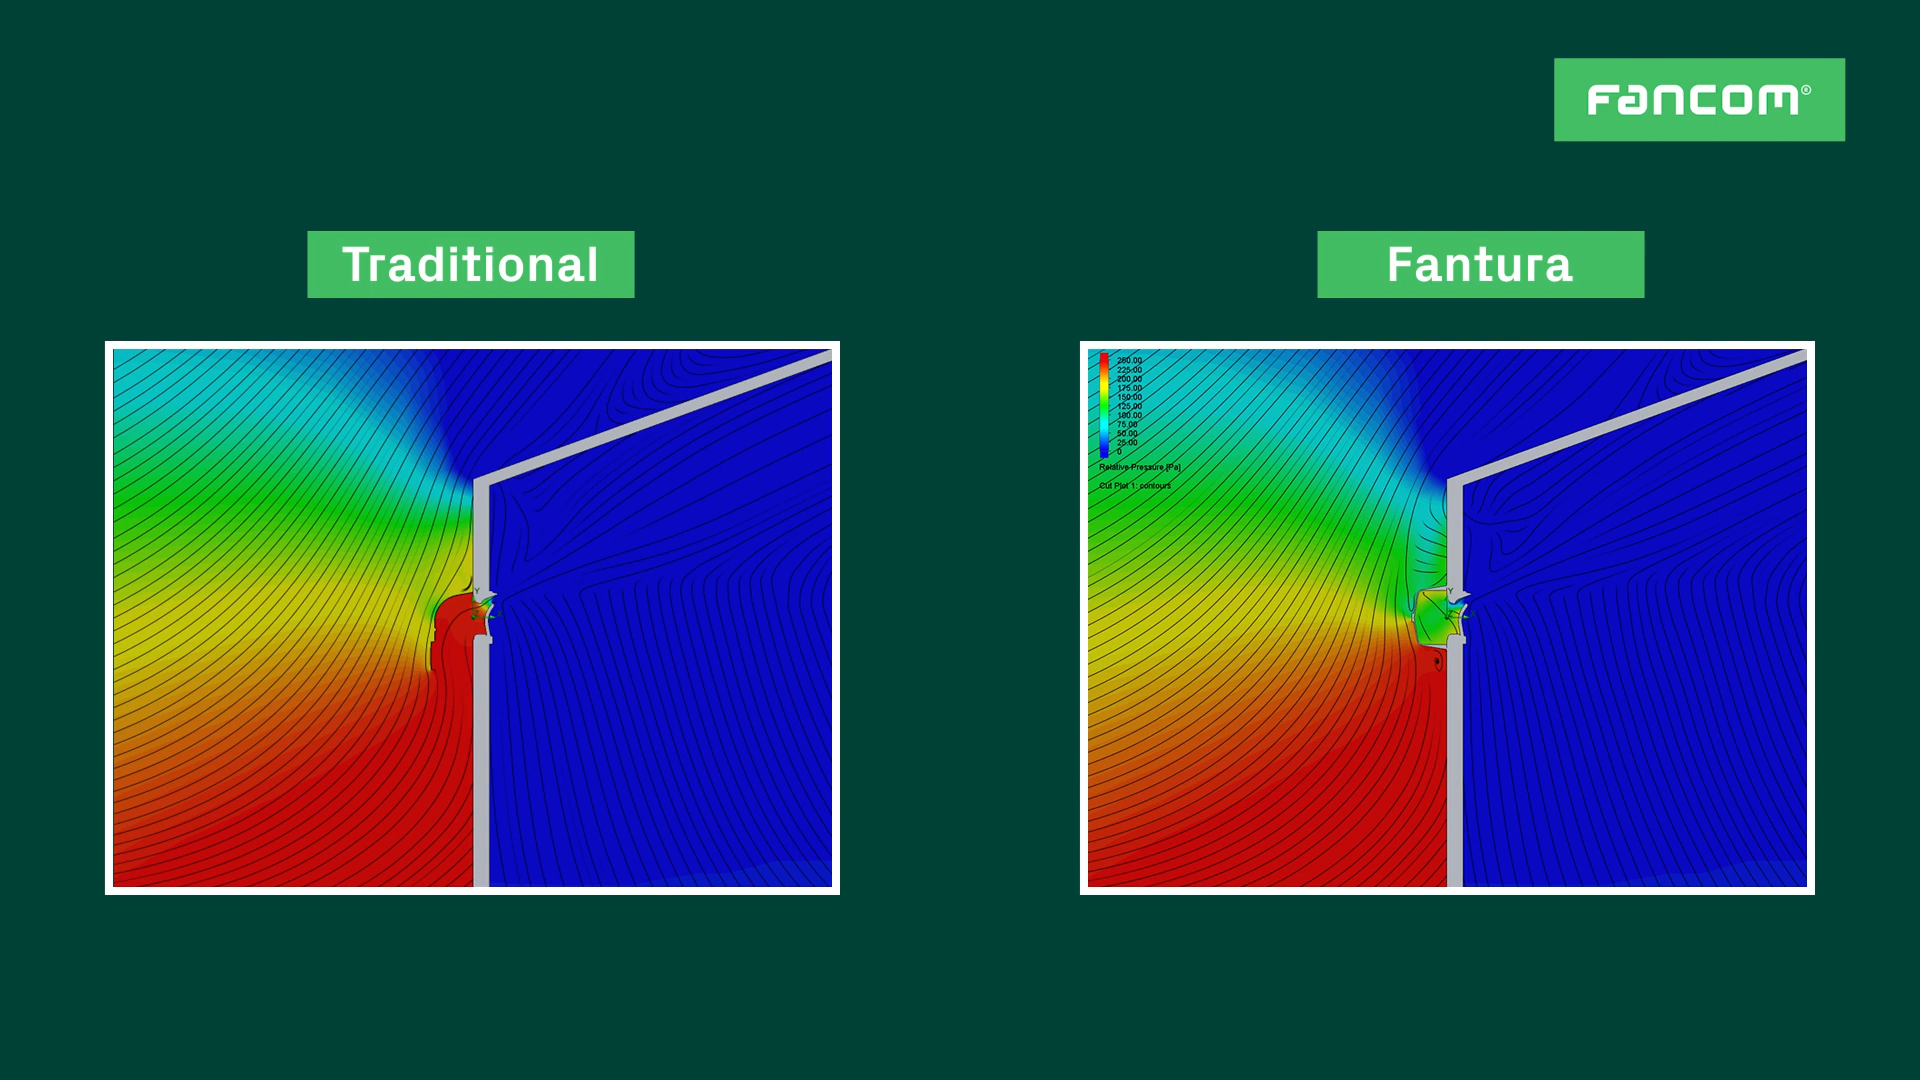 Fancom®
Traditional
Fantura
250.00
225.00
200.00
175.00
150.00
125.00
100.00
75.00
50.00
25.00
0
Relative Pressure [Pa]
Cut Plot 1: contours
Y
Y
X